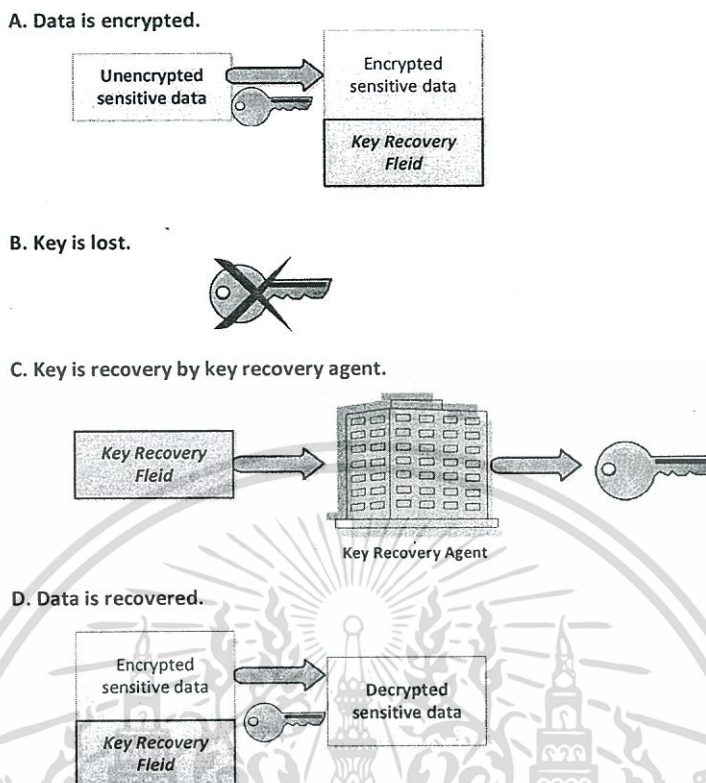 A. Data is encrypted.
Unencrypted
sensitive data
Encrypted
sensitive data
Key Recovery
Fleid
B. Key is lost.
C. Key is recovery by key recovery agent.
Key Recovery
Fleid
Key Recovery Agent
D. Data is recovered.
Encrypted
sensitive data
Key Recovery
Fleid
Decrypted
sensitive data